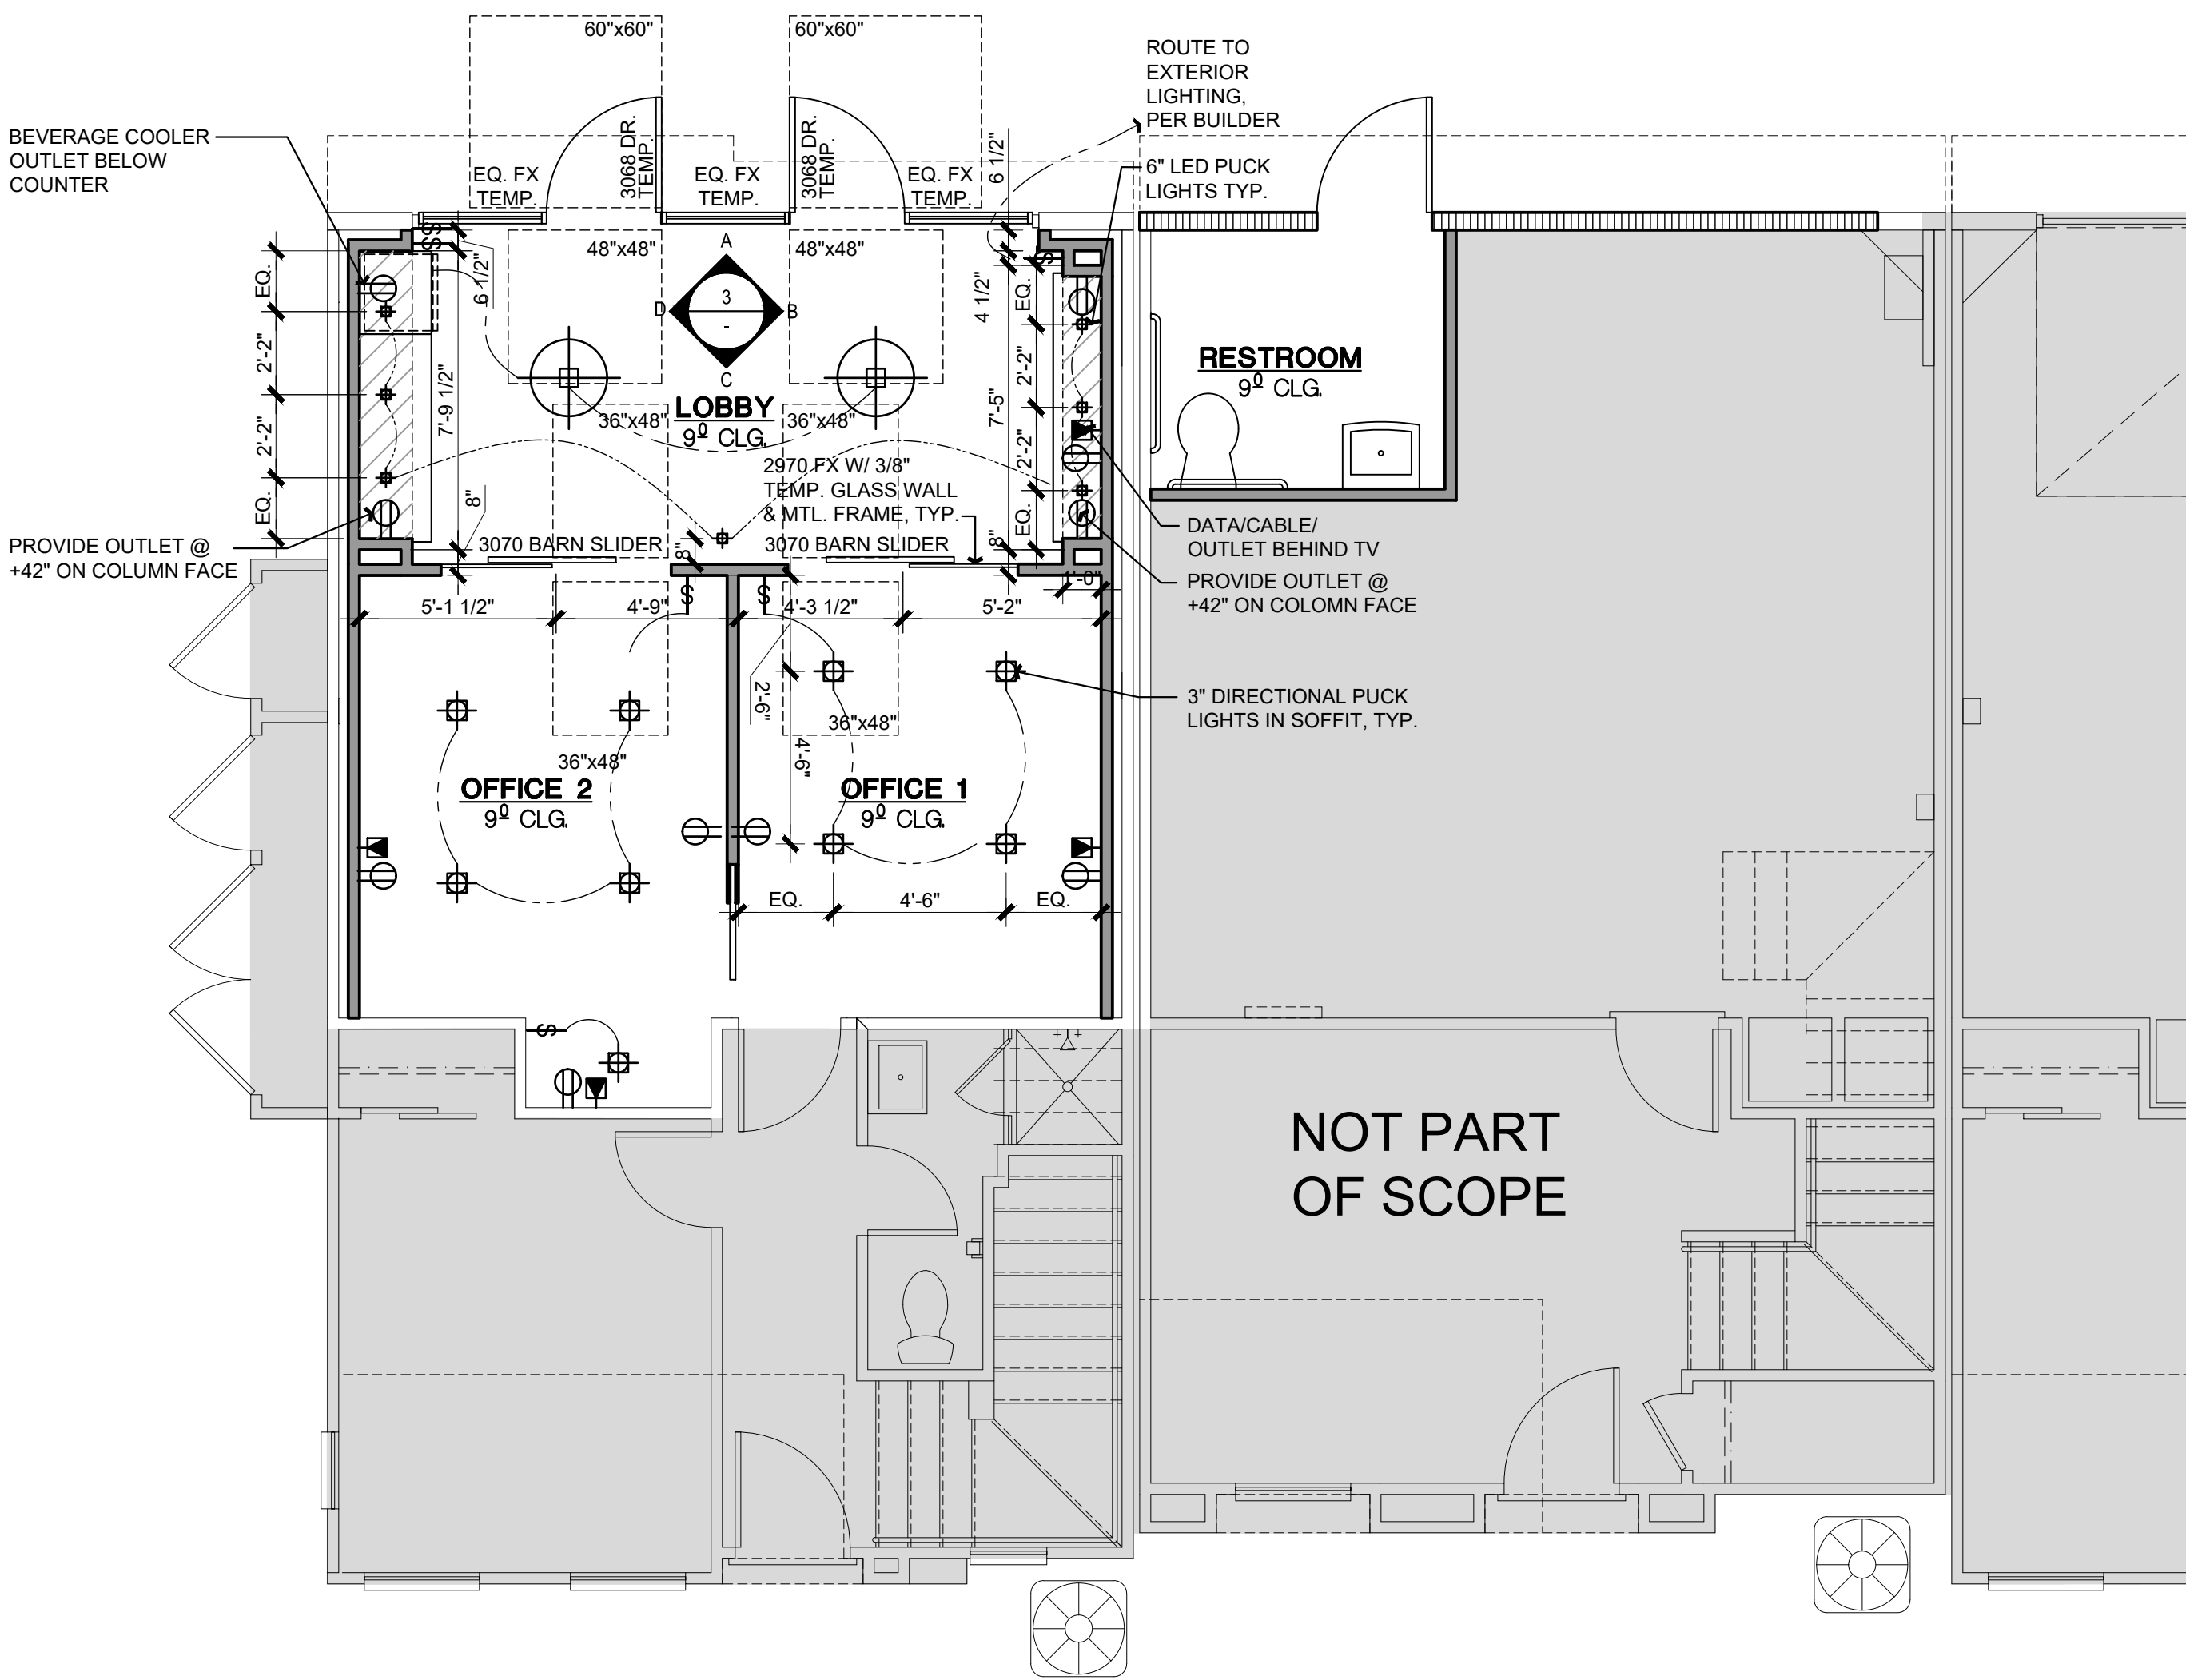 60"x60"
60"x60"
ROUTE TO
EXTERIOR
LIGHTING,
PER BUILDER
BEVERAGE COOLER
OUTLET BELOW
COUNTER
3068 DR.
TEMP.
3068 DR.
TEMP.
6 1/2"
EQ. FX
TEMP.
EQ. FX
TEMP.
EQ. FX
TEMP.
6" LED PUCK
LIGHTS TYP.
S
S
48"x48"
A
48"x48"
S
EQ.
6 1/2"
D
3
-
B
C
4 1/2"
EQ.
2'-2"
7'-9 1/2"
2'-2"
7'-5"
RESTROOM
9⁰ CLG.
LOBBY
9⁰ CLG.
36"x48"
36"x48"
2'-2"
2'-2"
2970 FX W/ 3/8"
TEMP. GLASS WALL
& MTL. FRAME, TYP.
EQ.
8"
EQ.
8"
8"
DATA/CABLE/
OUTLET BEHIND TV
PROVIDE OUTLET @
+42" ON COLUMN FACE
3070 BARN SLIDER
3070 BARN SLIDER
PROVIDE OUTLET @
+42" ON COLOMN FACE
1'-0"
S
S
5'-1 1/2"
4'-9"
4'-3 1/2"
5'-2"
2'-6"
3" DIRECTIONAL PUCK
LIGHTS IN SOFFIT, TYP.
36"x48"
36"x48"
4'-6"
OFFICE 2
9⁰ CLG.
OFFICE 1
9⁰ CLG.
EQ.
4'-6"
EQ.
S
NOT PART
OF SCOPE